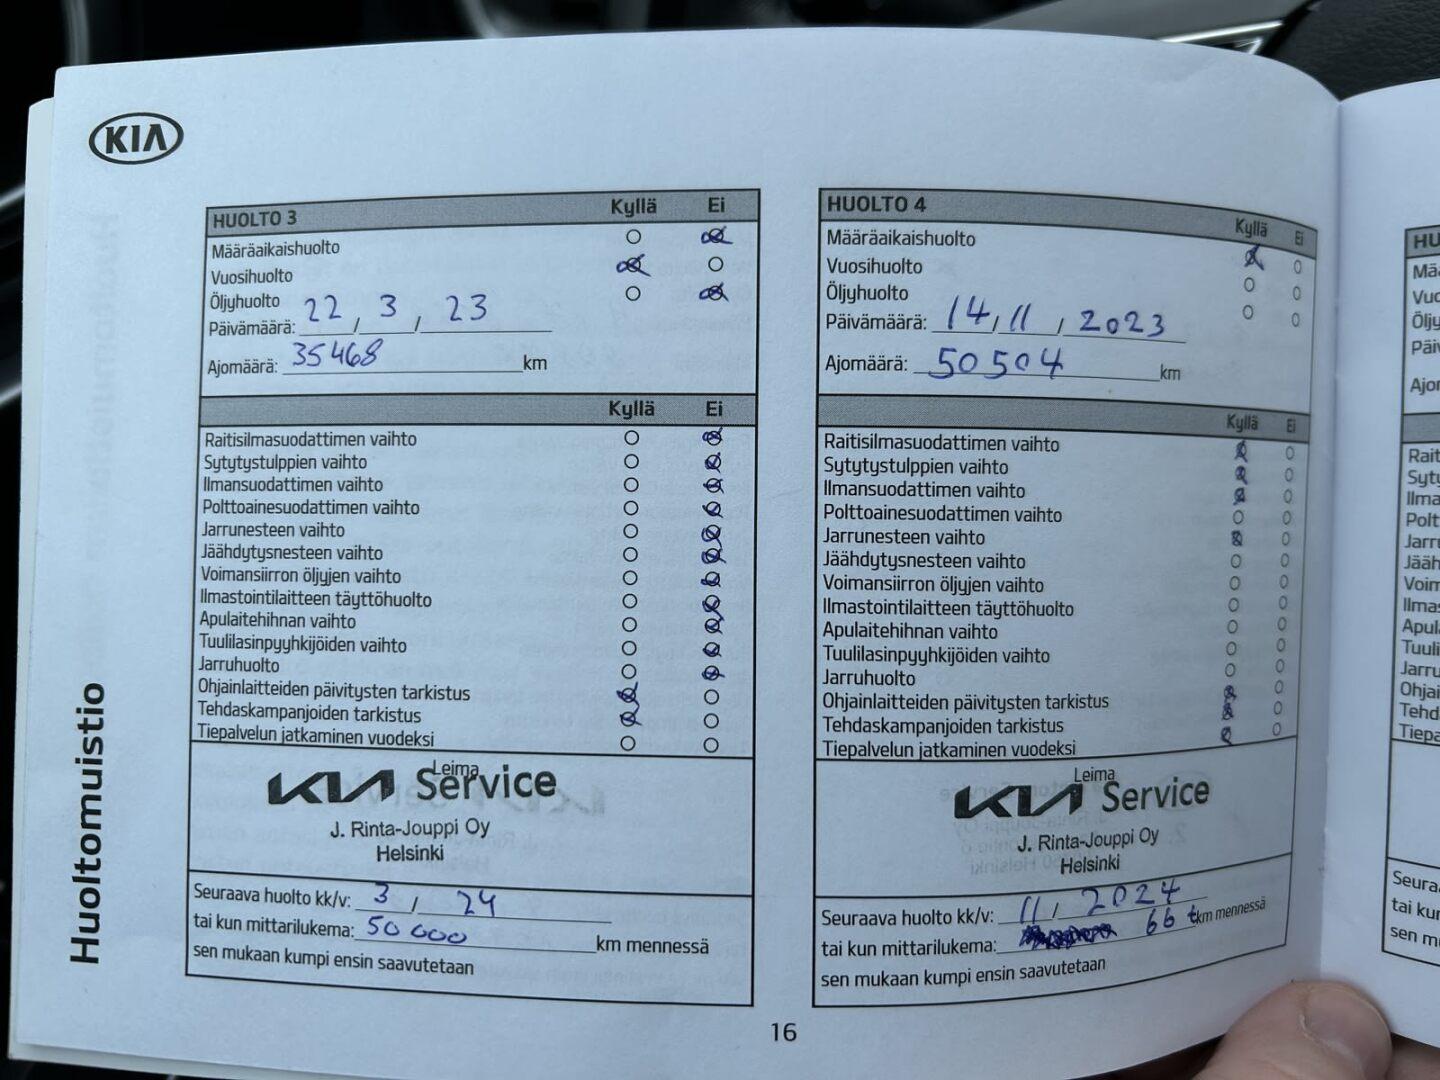 KIA
HUOLTO 3 Kyllä Ei
Määräaikaishuolto
Vuosihuolto
Öljyhuolto
Päivämäärä: 22 / 3 / 23
Ajomäärä: 35468 km
Kyllä Ei
Raitisilmasuodattimen vaihto
Sytytystulppien vaihto
Ilmansuodattimen vaihto
Polttoainesuodattimen vaihto
Jarrunesteen vaihto
Jäähdytysnesteen vaihto
Voimansiirron öljyjen vaihto
Ilmastointilaitteen täyttöhuolto
Apulaitehihnan vaihto
Tuulilasinpyyhkijöiden vaihto
Jarruhuolto
Ohjainlaitteiden päivitysten tarkistus
Tehdaskampanjoiden tarkistus
Tiepalvelun jatkaminen vuodeksi
Leima
KIA Service
J. Rinta-Jouppi Oy
Helsinki
Seuraava huolto kk/v: 3 / 24
tai kun mittarilukema: 50 000 km mennessä
sen mukaan kumpi ensin saavutetaan
HUOLTO 4 Kyllä Ei
Määräaikaishuolto
Vuosihuolto
Öljyhuolto
Päivämäärä: 14 / 11 / 2023
Ajomäärä: 50504 km
Kyllä Ei
Raitisilmasuodattimen vaihto
Sytytystulppien vaihto
Ilmansuodattimen vaihto
Polttoainesuodattimen vaihto
Jarrunesteen vaihto
Jäähdytysnesteen vaihto
Voimansiirron öljyjen vaihto
Ilmastointilaitteen täyttöhuolto
Apulaitehihnan vaihto
Tuulilasinpyyhkijöiden vaihto
Jarruhuolto
Ohjainlaitteiden päivitysten tarkistus
Tehdaskampanjoiden tarkistus
Tiepalvelun jatkaminen vuodeksi
Leima
KIA Service
J. Rinta-Jouppi Oy
Helsinki
Seuraava huolto kk/v: 11 / 2024
tai kun mittarilukema: 66 t km mennessä
sen mukaan kumpi ensin saavutetaan
Huoltomuistio
16